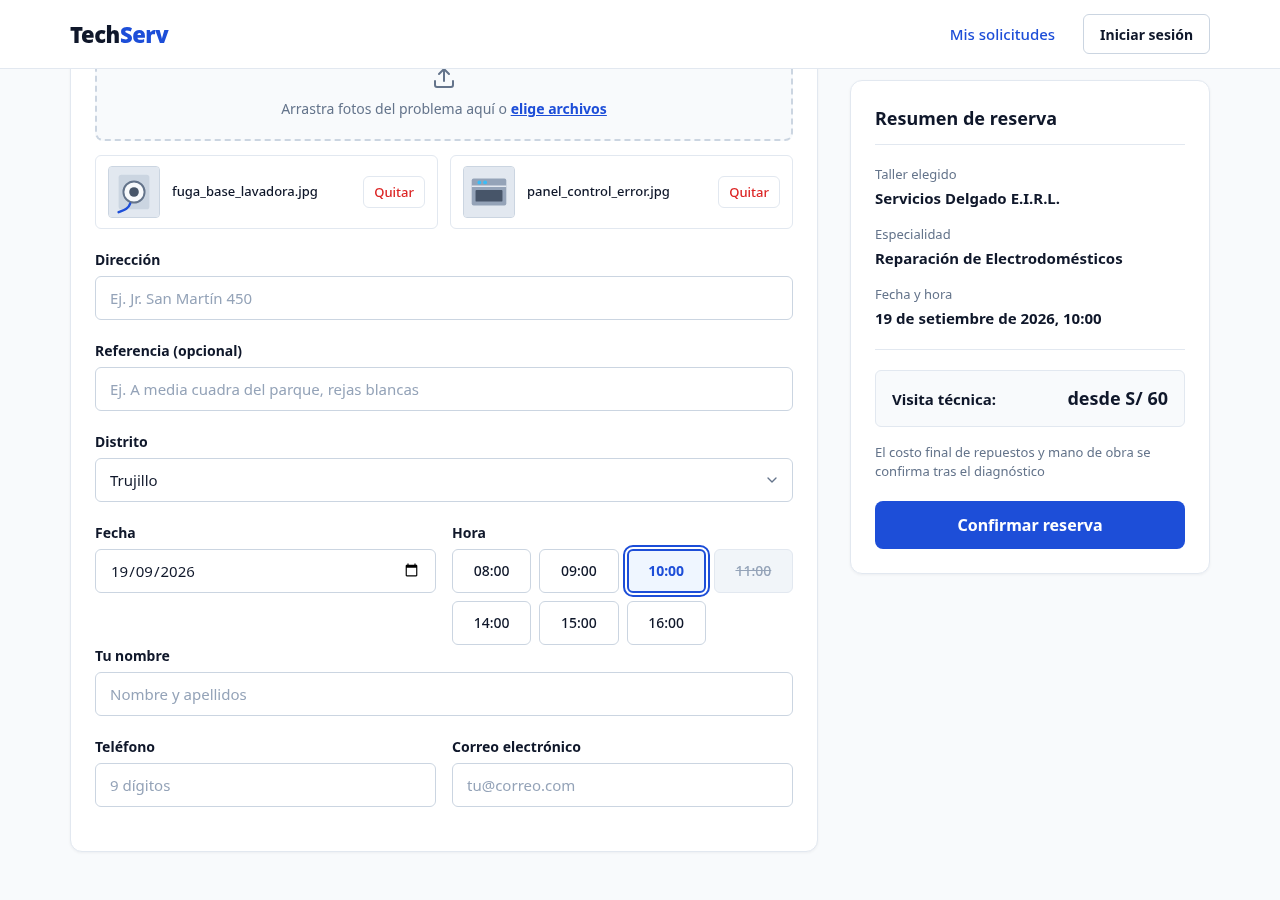 TechServ
Mis solicitudes
Iniciar sesión
Arrastra fotos del problema aquí o elige archivos
fuga_base_lavadora.jpg
Quitar
panel_control_error.jpg
Quitar
Dirección
Ej. Jr. San Martín 450
Referencia (opcional)
Ej. A media cuadra del parque, rejas blancas
Distrito
Trujillo
Fecha
19/09/2026
Hora
08:00
09:00
10:00
11:00
14:00
15:00
16:00
Tu nombre
Nombre y apellidos
Teléfono
9 dígitos
Correo electrónico
tu@correo.com
Resumen de reserva
Taller elegido
Servicios Delgado E.I.R.L.
Especialidad
Reparación de Electrodomésticos
Fecha y hora
19 de setiembre de 2026, 10:00
Visita técnica:
desde S/ 60
El costo final de repuestos y mano de obra se
confirma tras el diagnóstico
Confirmar reserva